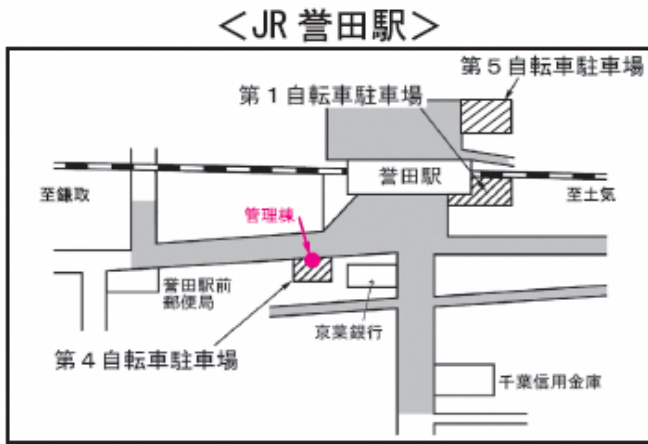 ＜JR 誉田駅＞
第5自転車駐車場
第1自転車駐車場
誉田駅
至鎌取
至土気
管理棟
誉田駅前
郵便局
京葉銀行
第4自転車駐車場
千葉信用金庫